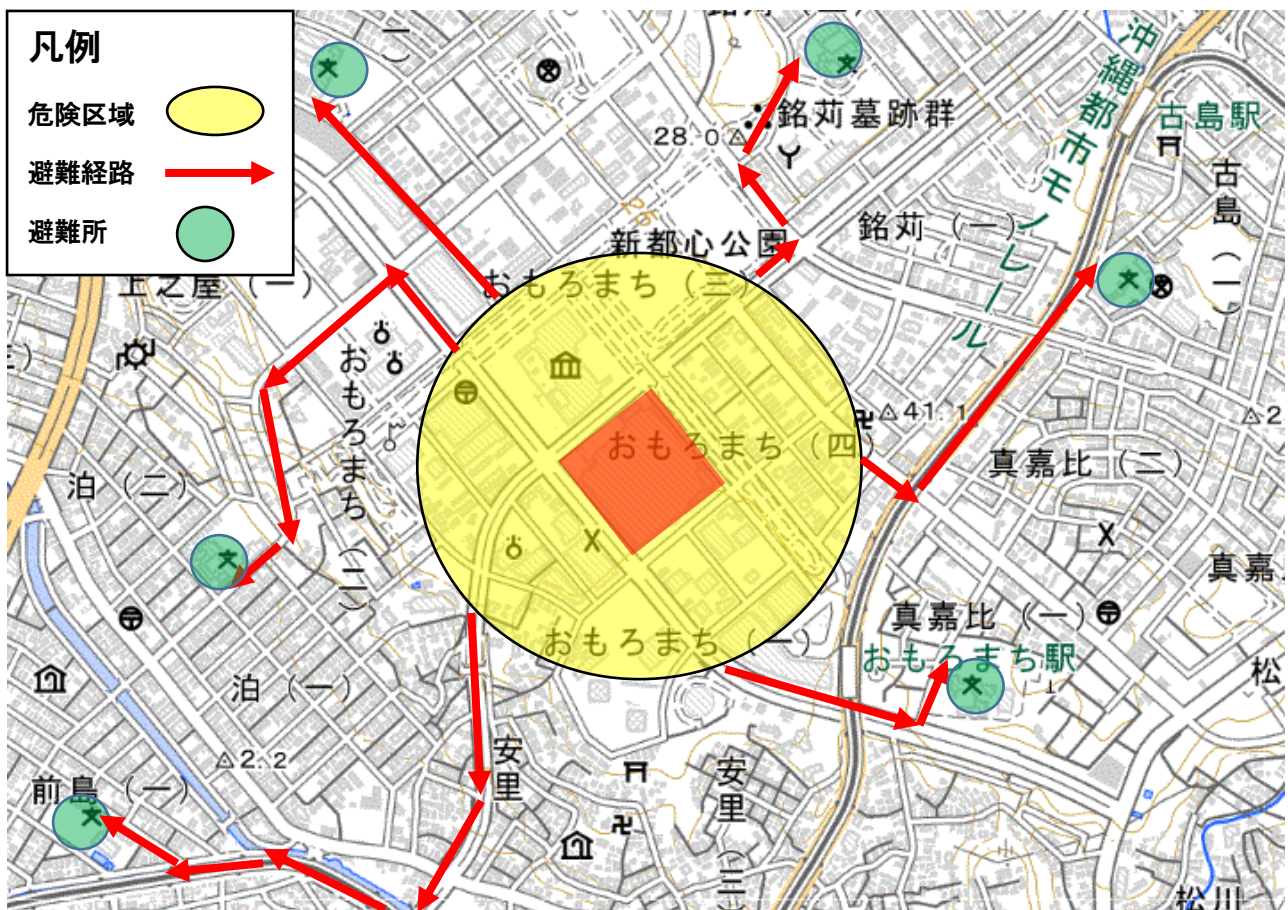 凡例
危険区域
避難経路
避難所
銘苅墓跡群
28.0
沖縄都市モノレール
古島駅
古島（一）
銘苅（一）
新都心公園
おもろまち（三）
上之屋（一）
おもろまち（二）
おもろまち（四）
41.1
真嘉比（二）
泊（二）
真嘉比（一）
おもろまち駅
おもろまち（一）
泊（一）
安里
安里（三）
2.2
前島（一）
松川